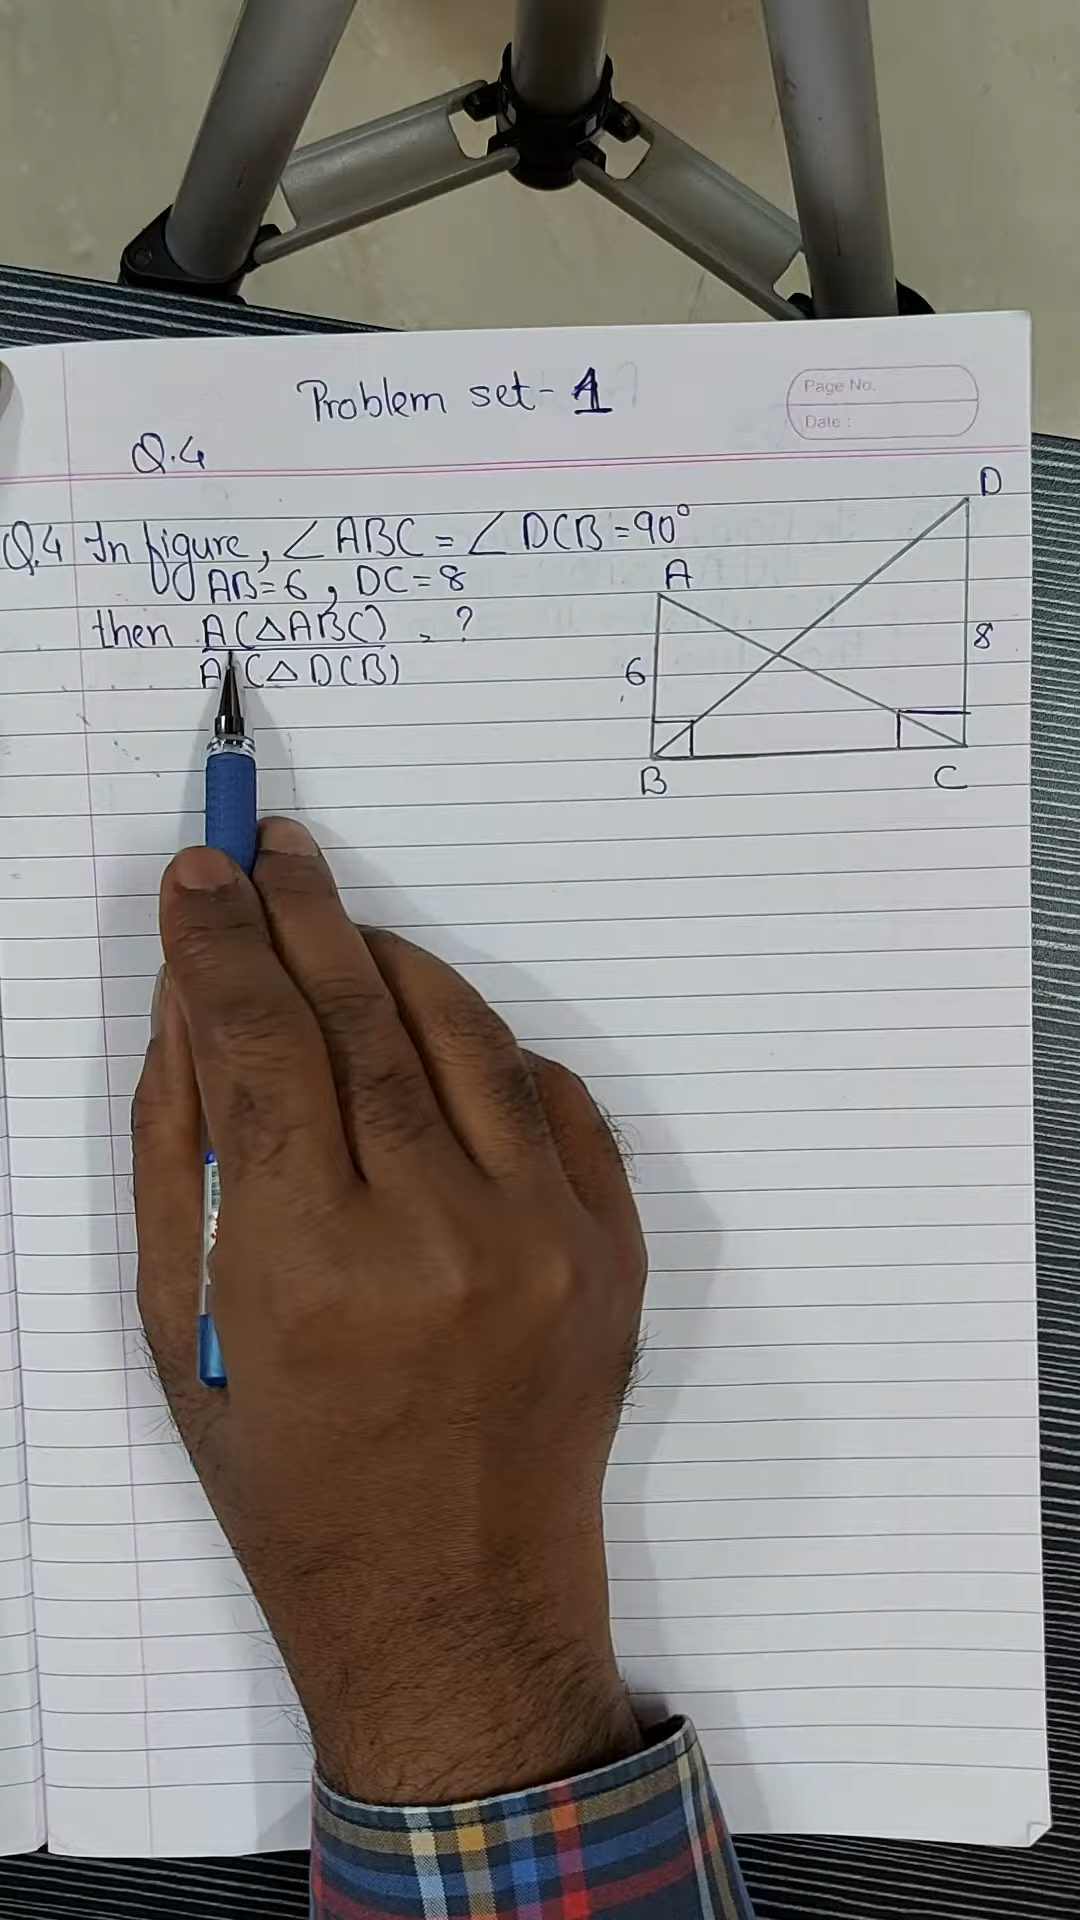 Problem set-1
Page No.
Date :
Q.4
Q.4 In figure, ∠ABC = ∠DCB = 90°
AB = 6, DC = 8
then A(△ABC) = ?
A(△DCB)
D
A
8
6
B
C